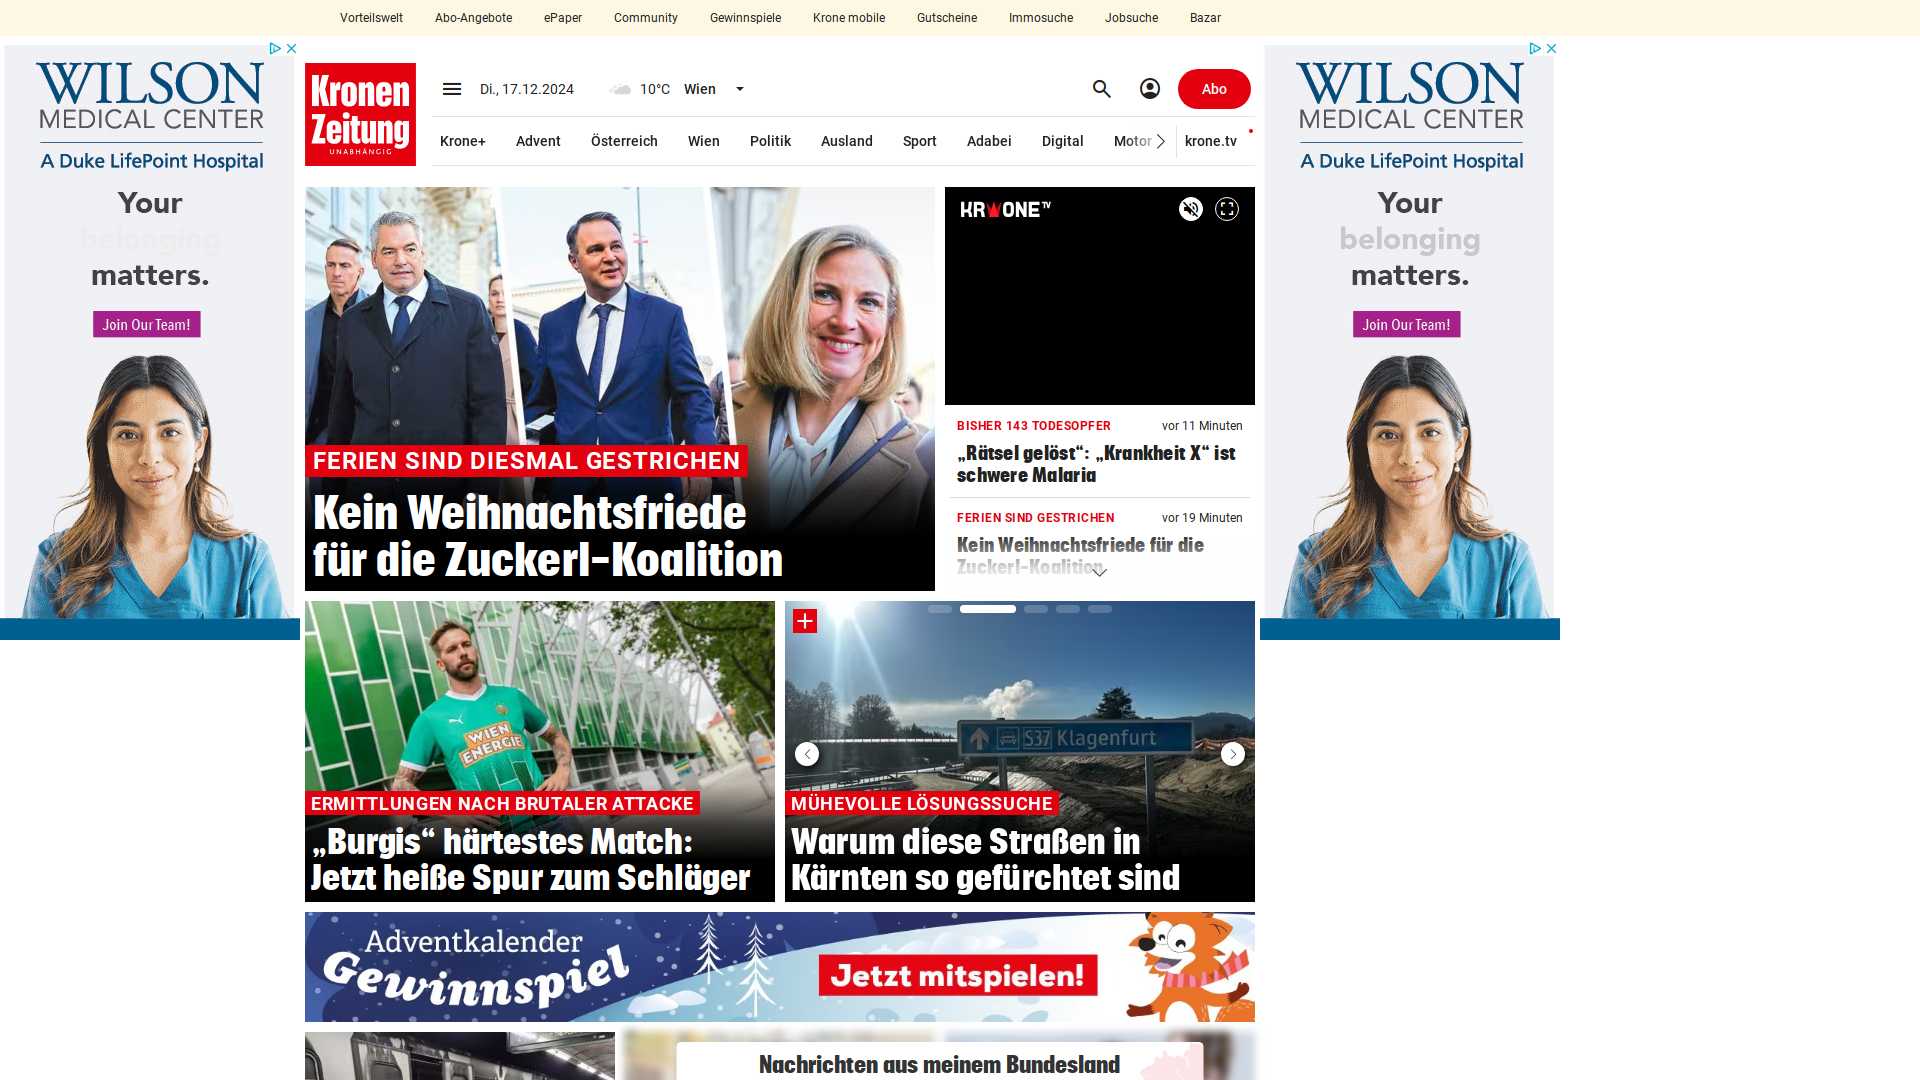 Vorteilswelt Abo-Angebote ePaper Community Gewinnspiele Krone mobile Gutscheine Immosuche Jobsuche Bazar
WILSON
MEDICAL CENTER
A Duke LifePoint Hospital
Your
belonging
matters.
Join Our Team!
Kronen
Zeitung
UNABHÄNGIG
Di., 17.12.2024 10°C Wien Abo
Krone+ Advent Österreich Wien Politik Ausland Sport Adabei Digital Motor krone.tv
FERIEN SIND DIESMAL GESTRICHEN
Kein Weihnachtsfriede
für die Zuckerl-Koalition
KRONE TV
BISHER 143 TODESOPFER vor 11 Minuten
„Rätsel gelöst“: „Krankheit X“ ist
schwere Malaria
FERIEN SIND GESTRICHEN vor 19 Minuten
Kein Weihnachtsfriede für die
Zuckerl-Koalition
WILSON
MEDICAL CENTER
A Duke LifePoint Hospital
Your
belonging
matters.
Join Our Team!
WIEN
ENERGIE
ERMITTLUNGEN NACH BRUTALER ATTACKE
„Burgis“ härtestes Match:
Jetzt heiße Spur zum Schläger
S37 Klagenfurt
MÜHEVOLLE LÖSUNGSSUCHE
Warum diese Straßen in
Kärnten so gefürchtet sind
Adventkalender
Gewinnspiel
Jetzt mitspielen!
Nachrichten aus meinem Bundesland